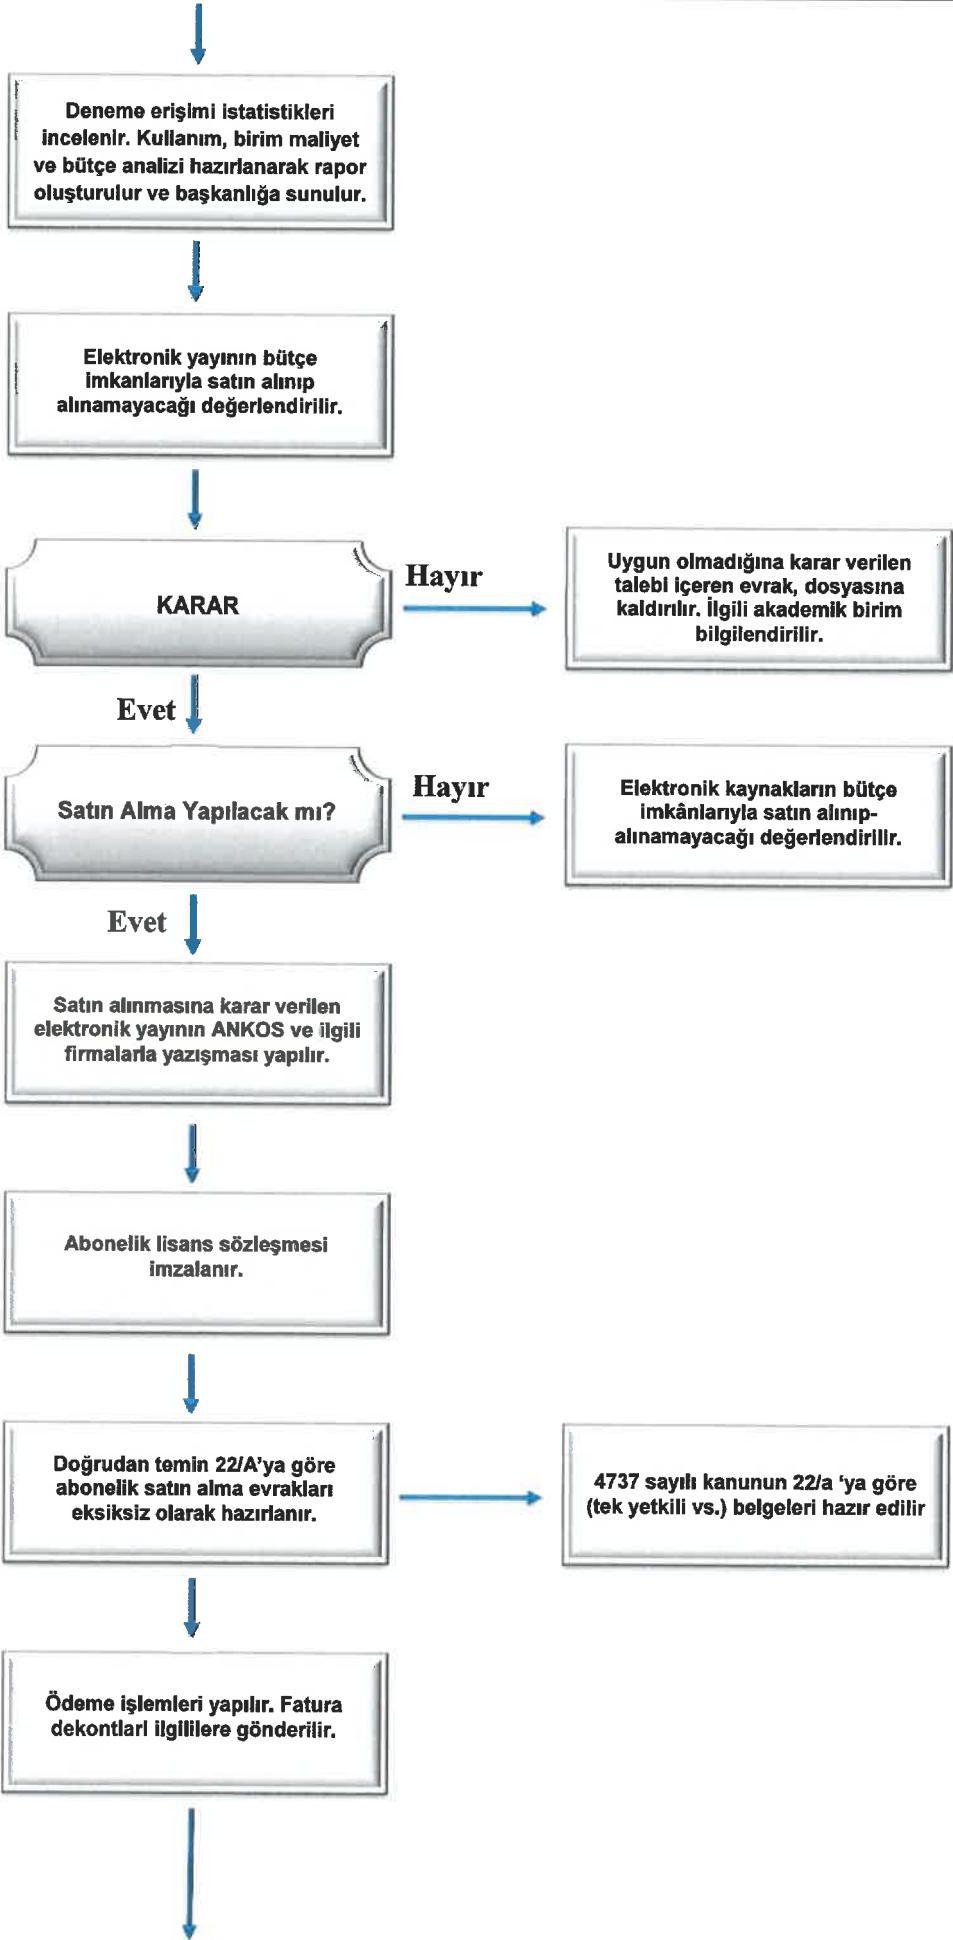 Deneme erişimi istatistikleri
incelenir. Kullanım, birim maliyet
ve bütçe analizi hazırlanarak rapor
oluşturulur ve başkanlığa sunulur.
Elektronik yayının bütçe
imkanlarıyla satın alınıp
alınamayacağı değerlendirilir.
KARAR
Hayır
Uygun olmadığına karar verilen
talebi içeren evrak, dosyasına
kaldırılır. İlgili akademik birim
bilgilendirilir.
Evet
Satın Alma Yapılacak mı?
Hayır
Elektronik kaynakların bütçe
imkânlarıyla satın alınıp-
alınamayacağı değerlendirilir.
Evet
Satın alınmasına karar verilen
elektronik yayının ANKOS ve ilgili
firmalarla yazışması yapılır.
Abonelik lisans sözleşmesi
imzalanır.
Doğrudan temin 22/A’ya göre
abonelik satın alma evrakları
eksiksiz olarak hazırlanır.
4737 sayılı kanunun 22/a ‘ya göre
(tek yetkili vs.) belgeleri hazır edilir
Ödeme işlemleri yapılır. Fatura
dekontları ilgililere gönderilir.